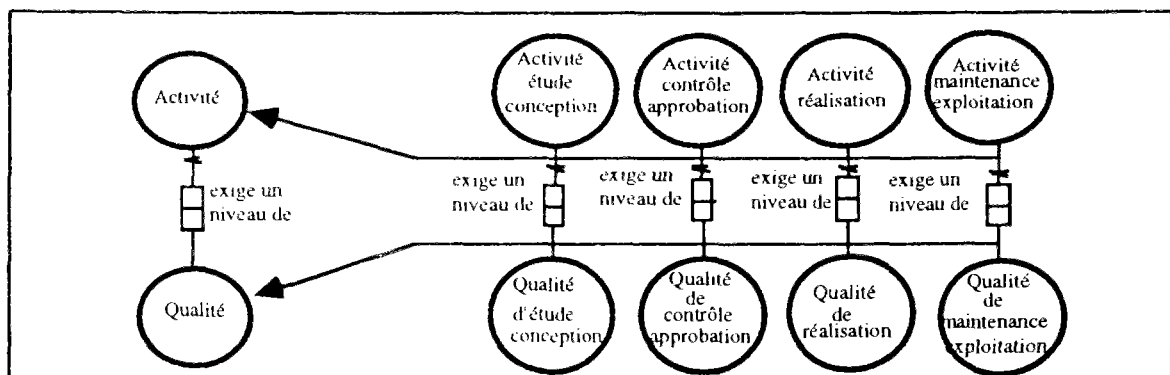 Activité
exige un
niveau de
Qualité
Activité
étude
conception
Activité
contrôle
approbation
Activité
réalisation
Activité
maintenance
exploitation
exige un
niveau de
exige un
niveau de
exige un
niveau de
exige un
niveau de
Qualité
d'étude
conception
Qualité
de
contrôle
approbation
Qualité
de
réalisation
Qualité
de
maintenance
exploitation